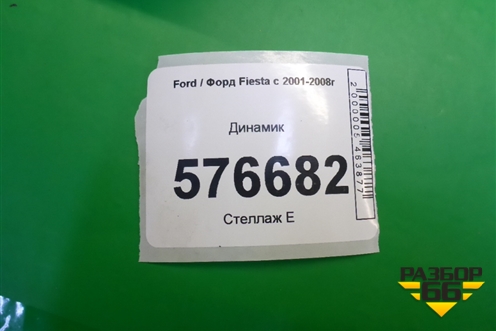 Ford / Форд Fiesta с 2001-2008г
Динамик
576682
Стеллаж Е
2000005463877
РАЗБОР
66